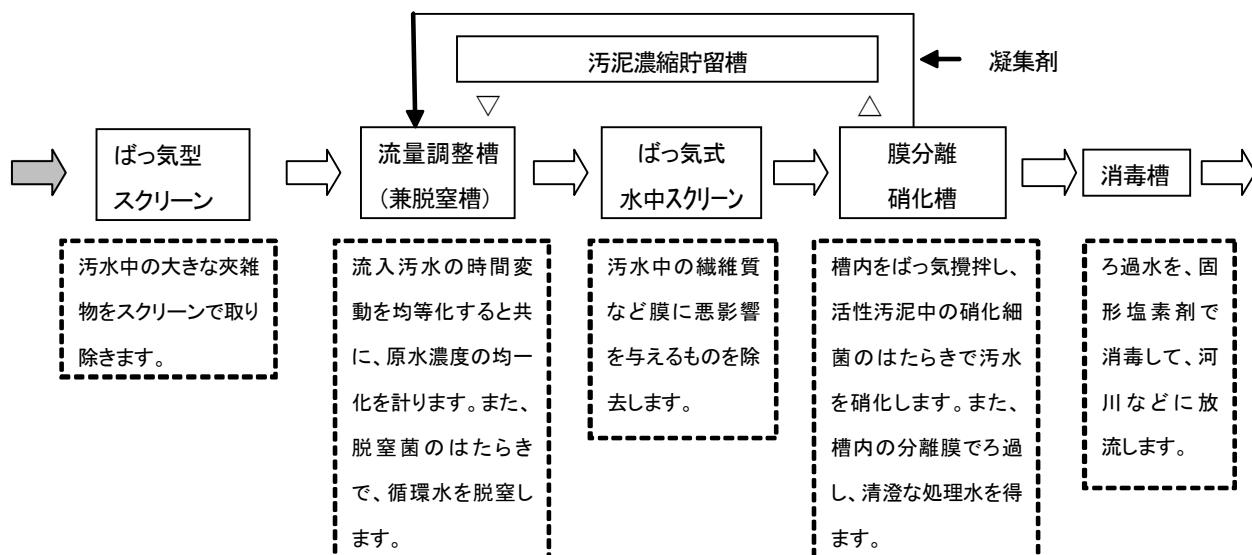 汚泥濃縮貯留槽
凝集剤
▽
△
ばっ気型
スクリーン
流量調整槽
(兼脱窒槽)
ばっ気式
水中スクリーン
膜分離
硝化槽
消毒槽
汚水中の大きな夾雑
物をスクリーンで取り
除きます。
流入汚水の時間変
動を均等化すると共
に、原水濃度の均一
化を計ります。また、
脱窒菌のはたらき
で、循環水を脱窒し
ます。
汚水中の繊維質
など膜に悪影響
を与えるものを除
去します。
槽内をばっ気攪拌し、
活性汚泥中の硝化細
菌のはたらきで汚水
を硝化します。また、
槽内の分離膜でろ過
し、清澄な処理水を得
ます。
ろ過水を、固
形塩素剤で
消毒して、河
川などに放
流します。